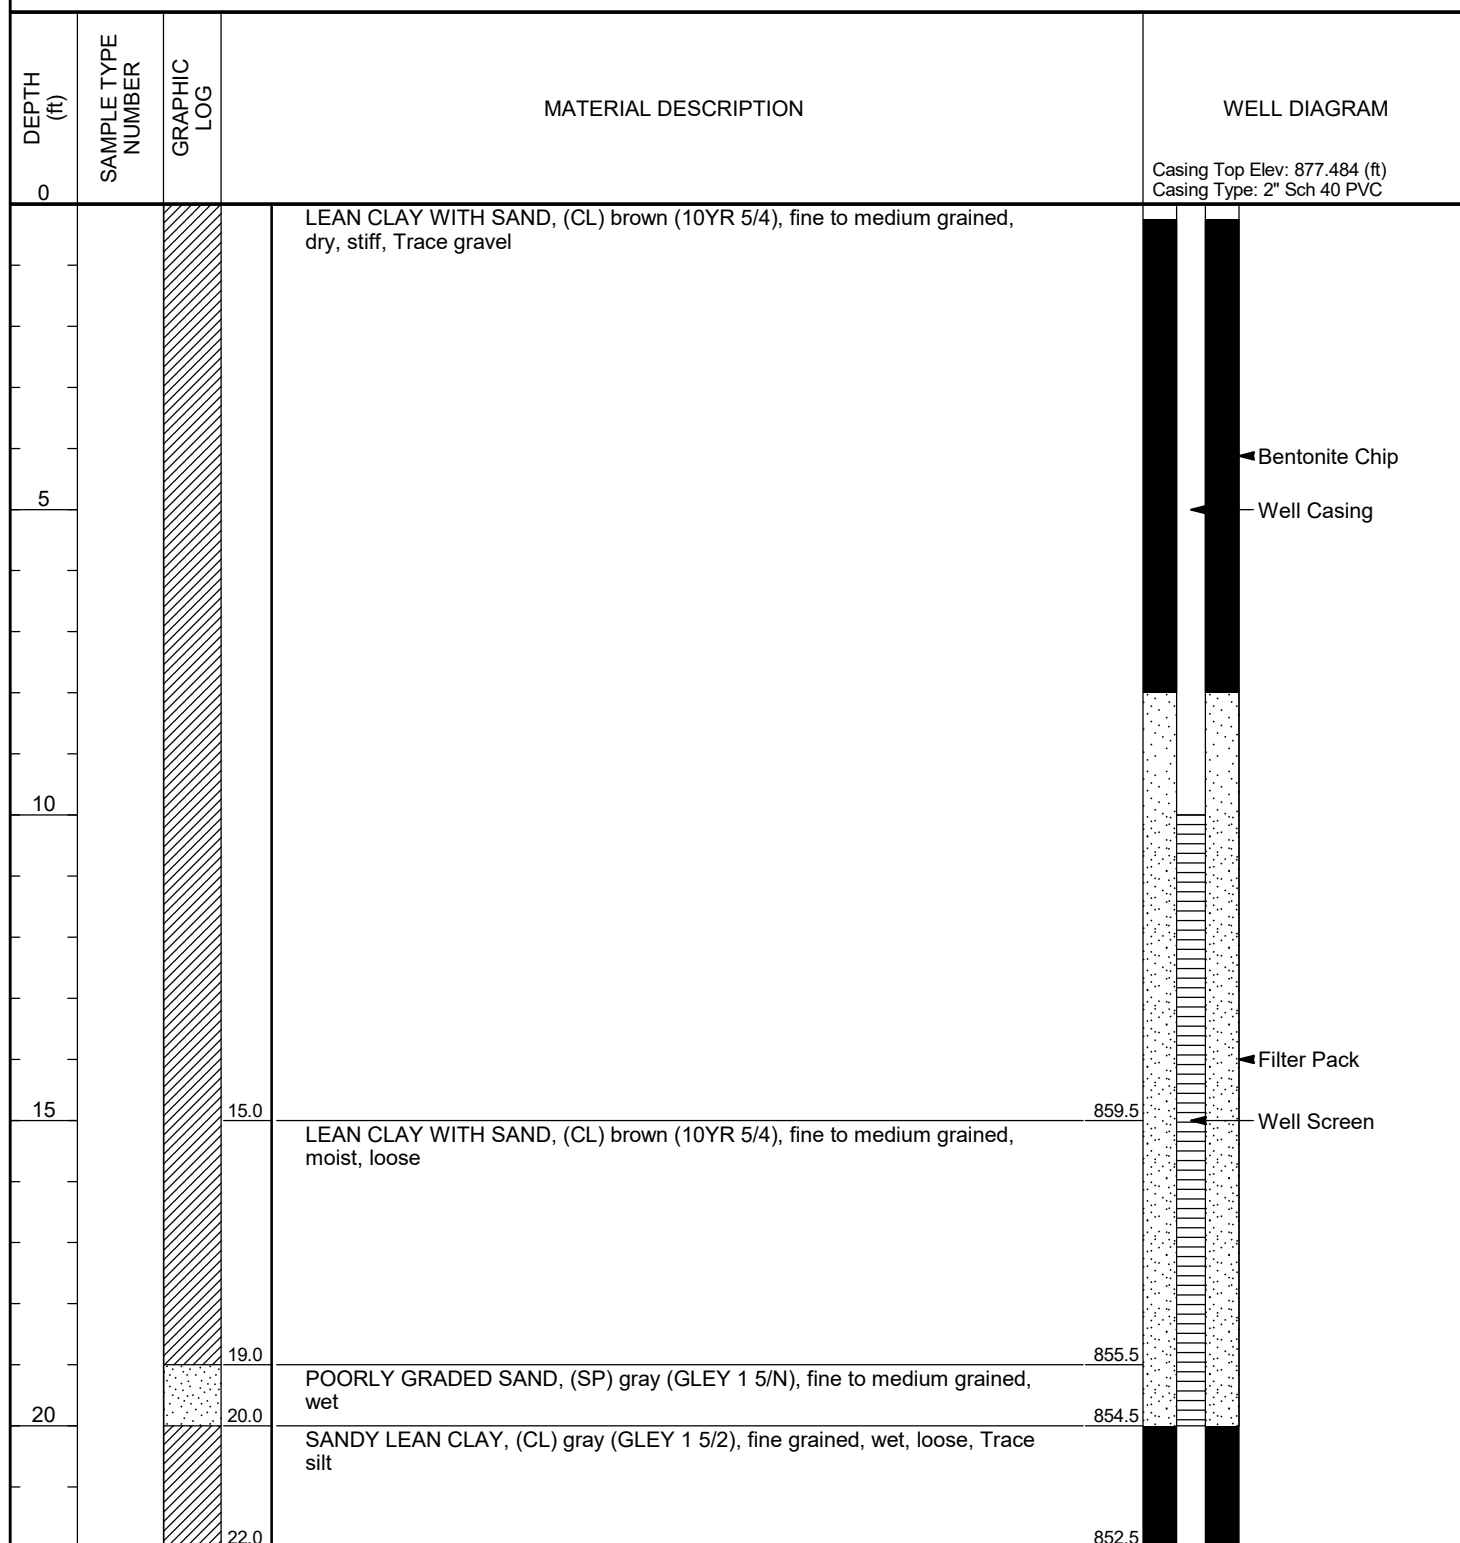 DEPTH
(ft)
SAMPLE TYPE
NUMBER
GRAPHIC
LOG
MATERIAL DESCRIPTION
WELL DIAGRAM
Casing Top Elev: 877.484 (ft)
Casing Type: 2" Sch 40 PVC
0
LEAN CLAY WITH SAND, (CL) brown (10YR 5/4), fine to medium grained,
dry, stiff, Trace gravel
Bentonite Chip
5
Well Casing
10
Filter Pack
15
15.0
859.5
Well Screen
LEAN CLAY WITH SAND, (CL) brown (10YR 5/4), fine to medium grained,
moist, loose
19.0
855.5
POORLY GRADED SAND, (SP) gray (GLEY 1 5/N), fine to medium grained,
wet
20
20.0
854.5
SANDY LEAN CLAY, (CL) gray (GLEY 1 5/2), fine grained, wet, loose, Trace
silt
22.0
852.5